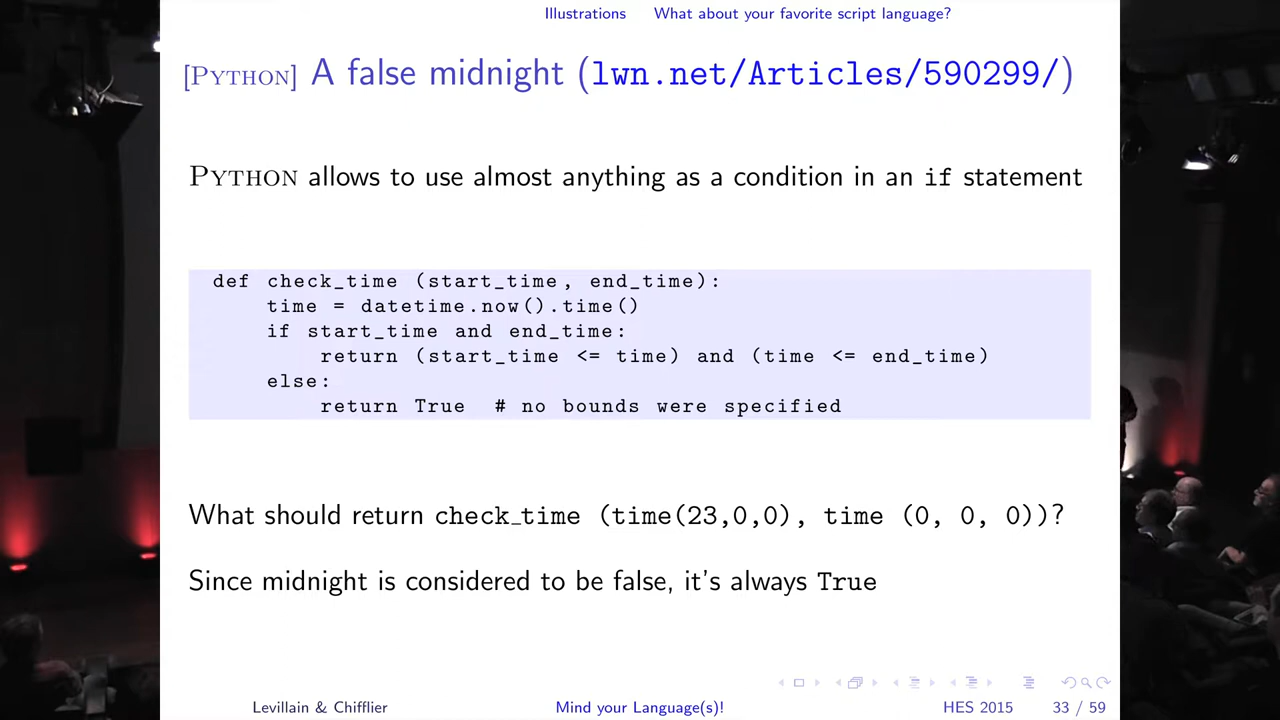 Illustrations What about your favorite script language?
[Python] A false midnight (lwn.net/Articles/590299/)
Python allows to use almost anything as a condition in an if statement
def check_time (start_time, end_time):
    time = datetime.now().time()
    if start_time and end_time:
        return (start_time <= time) and (time <= end_time)
    else:
        return True  # no bounds were specified
What should return check_time (time(23,0,0), time (0, 0, 0))?
Since midnight is considered to be false, it's always True
Levillain & Chifflier Mind your Language(s)! HES 2015 33 / 59